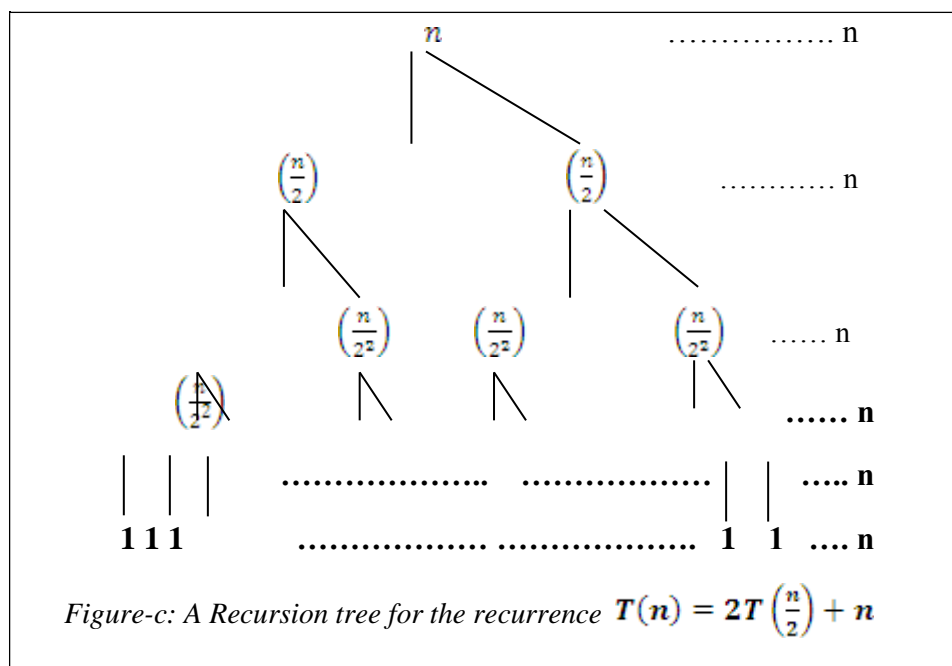 n …………… n
(n/2) (n/2) ………… n
(n/2²) (n/2²) (n/2²) …… n
(n/2²) …… n
……………….. ……………… ….. n
1 1 1 ……………… ………………. 1 1 …. n
Figure-c: A Recursion tree for the recurrence T(n) = 2T(n/2) + n